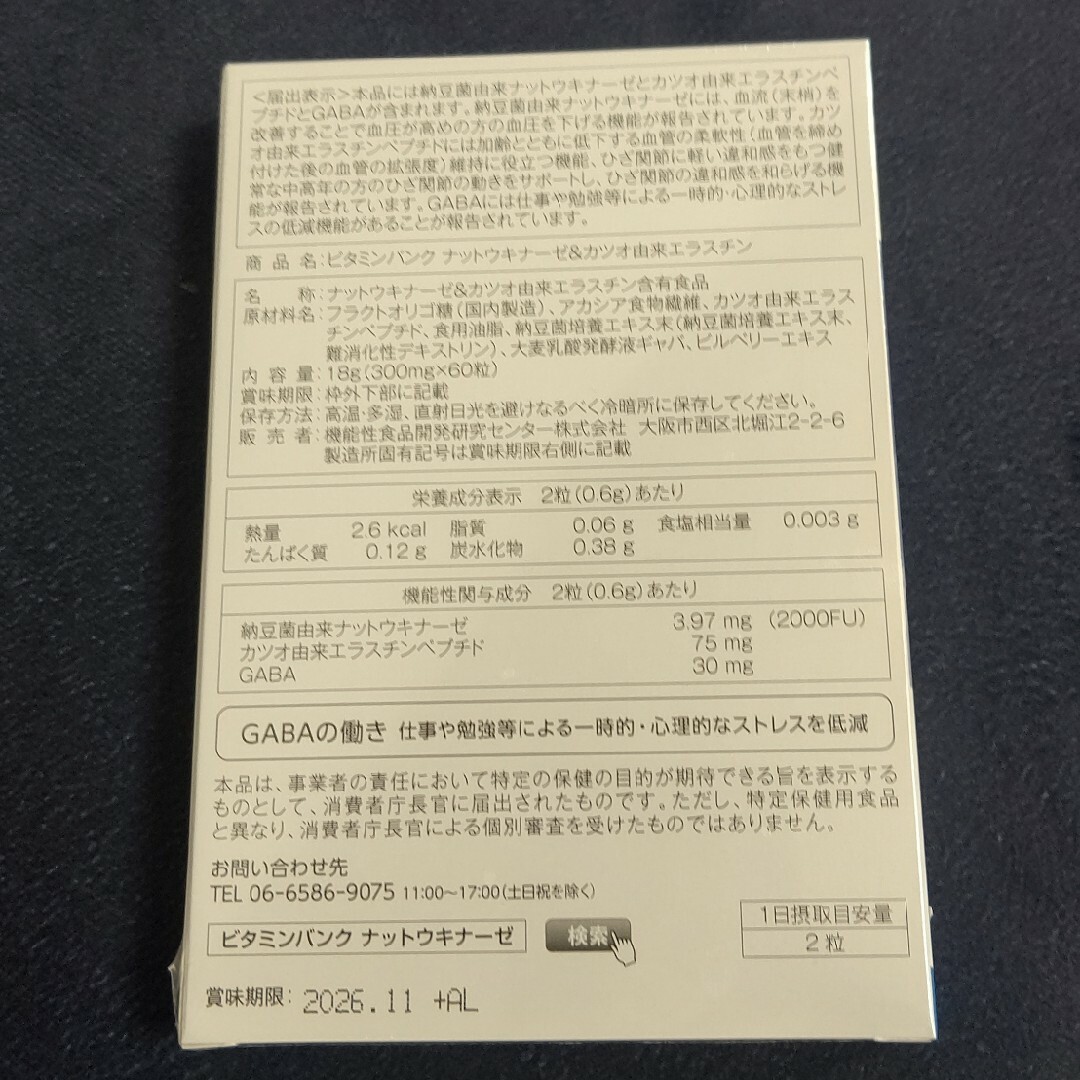 ＜届出表示＞本品には納豆菌由来ナットウキナーゼとカツオ由来エラスチンペ
プチドとGABAが含まれます。納豆菌由来ナットウキナーゼには、血流（末梢）を
改善することで血圧が高めの方の血圧を下げる機能が報告されています。カツ
オ由来エラスチンペプチドには加齢とともに低下する血管の柔軟性（血管を締め
付けた後の血管の拡張度）維持に役立つ機能、ひざ関節に軽い違和感をもつ健
常な中高年の方のひざ関節の動きをサポートし、ひざ関節の違和感を和らげる機
能が報告されています。GABAには仕事や勉強等による一時的・心理的なストレ
スの低減機能があることが報告されています。
商品名：ビタミンバンク ナットウキナーゼ&カツオ由来エラスチン
名称：ナットウキナーゼ&カツオ由来エラスチン含有食品
原材料名：フラクトオリゴ糖（国内製造）、アカシア食物繊維、カツオ由来エラス
チンペプチド、食用油脂、納豆菌培養エキス末（納豆菌培養エキス末、
難消化性デキストリン）、大麦乳酸発酵液ギャバ、ビルベリーエキス
内容量：18g（300mg×60粒）
賞味期限：枠外下部に記載
保存方法：高温・多湿、直射日光を避けなるべく冷暗所に保存してください。
販売者：機能性食品開発研究センター株式会社 大阪市西区北堀江2-2-6
製造所固有記号は賞味期限右側に記載
栄養成分表示 2粒（0.6g）あたり
熱量 2.6 kcal 脂質 0.06 g 食塩相当量 0.003 g
たんぱく質 0.12 g 炭水化物 0.38 g
機能性関与成分 2粒（0.6g）あたり
納豆菌由来ナットウキナーゼ 3.97 mg （2000FU）
カツオ由来エラスチンペプチド 75 mg
GABA 30 mg
GABAの働き 仕事や勉強等による一時的・心理的なストレスを低減
本品は、事業者の責任において特定の保健の目的が期待できる旨を表示する
ものとして、消費者庁長官に届出されたものです。ただし、特定保健用食品
と異なり、消費者庁長官による個別審査を受けたものではありません。
お問い合わせ先
TEL 06-6586-9075 11:00〜17:00（土日祝を除く）
ビタミンバンク ナットウキナーゼ 検索
1日摂取目安量
2粒
賞味期限：2026.11 +AL